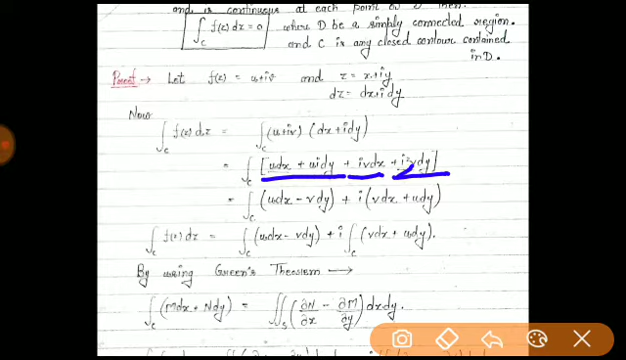 and is continuous at each point of D then.
∫_C f(z) dz = 0 where D be a simply connected region.
and C is any closed contour contained
in D.
Proof → Let f(z) = u+iv and z = x+iy
dz = dx+idy
Now
∫_C f(z) dz = ∫_C (u+iv) (dx+idy)
= ∫_C [udx + uidy + ivdx + i²vdy]
= ∫_C (udx - vdy) + i(vdx + udy)
∫_C f(z) dz = ∫_C (udx - vdy) + i ∫_C (vdx + udy).
By using Green's Theorem →
∫_C (Mdx + Ndy) = ∬_S (∂N/∂x - ∂M/∂y) dxdy.